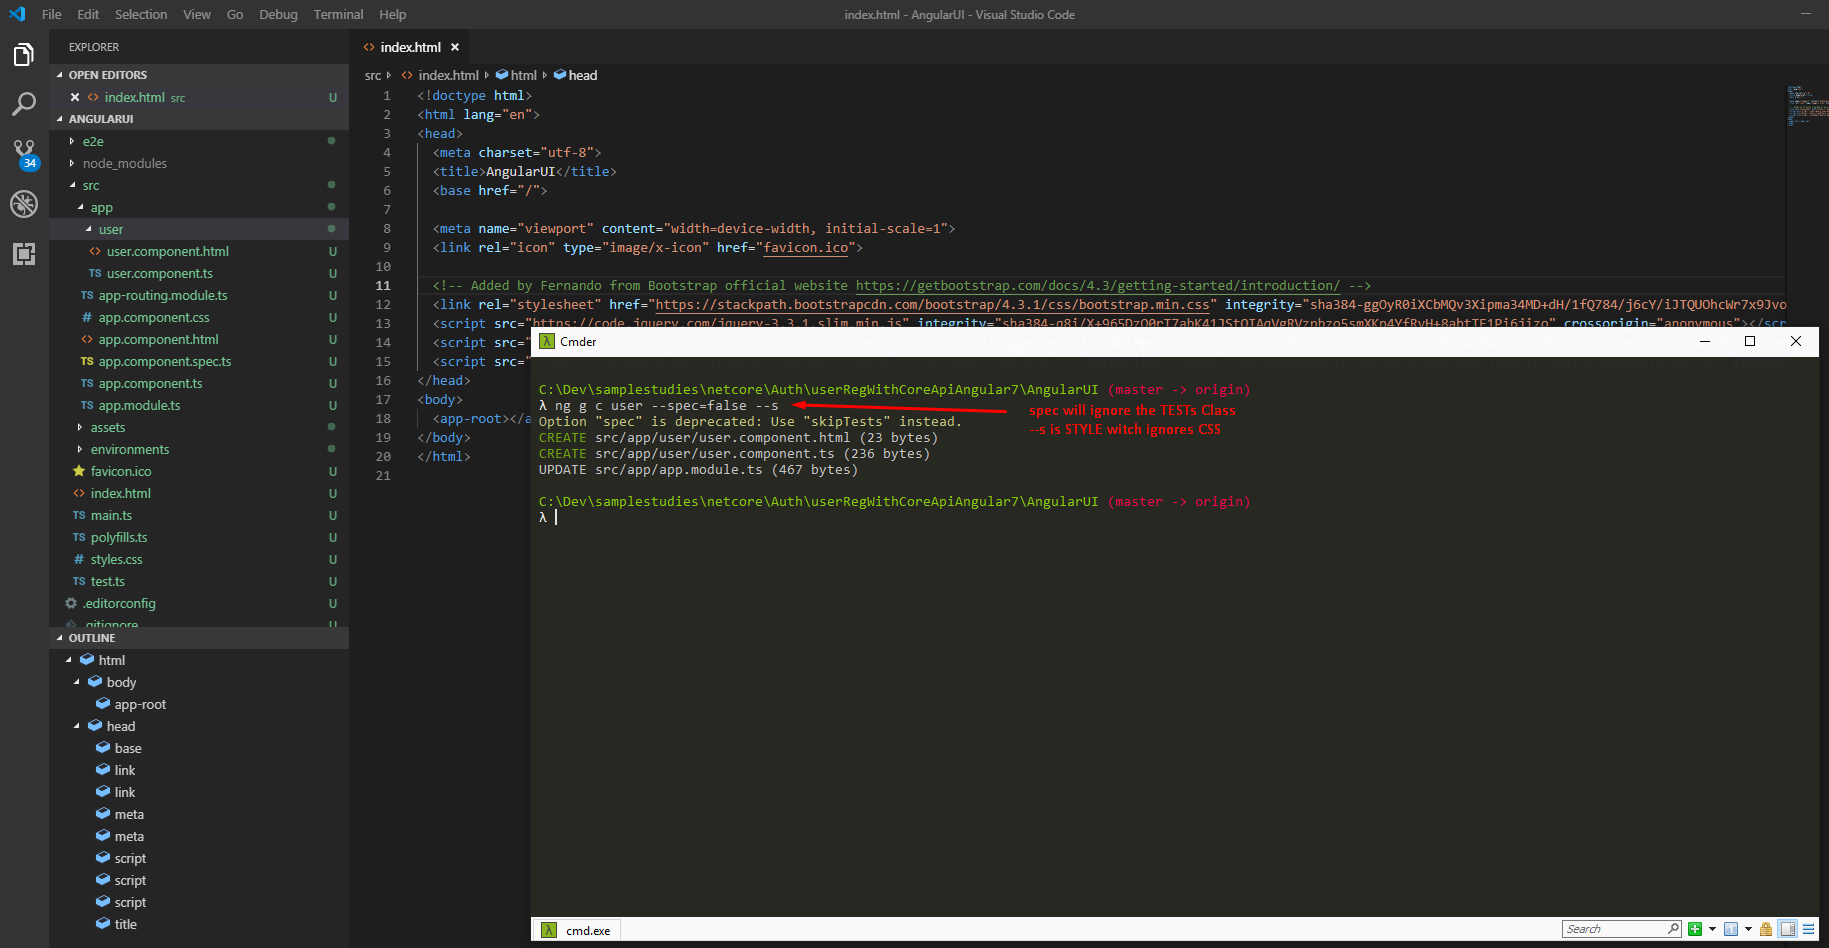 File Edit Selection View Go Debug Terminal Help
index.html - AngularUI - Visual Studio Code
EXPLORER
OPEN EDITORS
index.html src U
ANGULARUI
e2e
node_modules
src
app
user
user.component.html U
user.component.ts U
app-routing.module.ts U
app.component.css U
app.component.html U
app.component.spec.ts U
app.component.ts U
app.module.ts U
assets
environments
favicon.ico U
index.html U
main.ts U
polyfills.ts U
styles.css U
test.ts U
.editorconfig U
.gitignore U
34
OUTLINE
html
body
app-root
head
base
link
link
meta
meta
script
script
script
title
index.html
src index.html html head
1 <!doctype html>
2 <html lang="en">
3 <head>
4 <meta charset="utf-8">
5 <title>AngularUI</title>
6 <base href="/">
7
8 <meta name="viewport" content="width=device-width, initial-scale=1">
9 <link rel="icon" type="image/x-icon" href="favicon.ico">
10
11 <!-- Added by Fernando from Bootstrap official website https://getbootstrap.com/docs/4.3/getting-started/introduction/ -->
12 <link rel="stylesheet" href="https://stackpath.bootstrapcdn.com/bootstrap/4.3.1/css/bootstrap.min.css" integrity="sha384-ggOyR0iXCbMQv3Xipma34MD+dH/1fQ784/j6cY/iJTQUOhcWr7x9Jvo
13 <script src="https://code.jquery.com/jquery-3.3.1.slim.min.js" integrity="sha384-q8i/X+965DzO0rT7abK41JStQIAqVgRVzpbzo5smXKp4YfRvH+8abtTE1Pi6jizo" crossorigin="anonymous"></scr
14 <script src="
15 <script src="
16 </head>
17 <body>
18 <app-root></a
19 </body>
20 </html>
21
Cmder
C:\Dev\samplestudies\netcore\Auth\userRegWithCoreApiAngular7\AngularUI (master -> origin)
λ ng g c user --spec=false --s
Option "spec" is deprecated: Use "skipTests" instead.
CREATE src/app/user/user.component.html (23 bytes)
CREATE src/app/user/user.component.ts (236 bytes)
UPDATE src/app/app.module.ts (467 bytes)
spec will ignore the TESTs Class
--s is STYLE witch ignores CSS
C:\Dev\samplestudies\netcore\Auth\userRegWithCoreApiAngular7\AngularUI (master -> origin)
λ
cmd.exe
Search